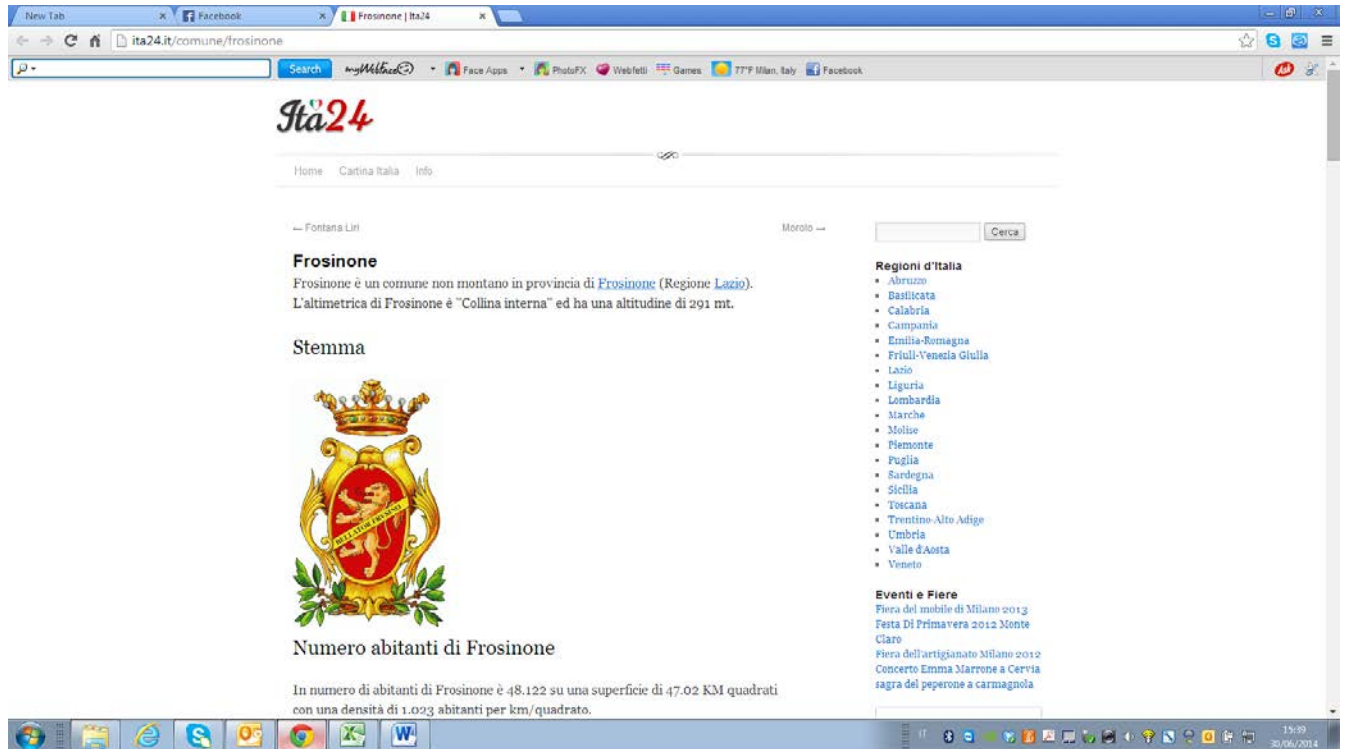 New Tab
Facebook
Frosinone | Ita24
ita24.it/comune/frosinone
Search
myWebface
Face Apps
PhotoFX
Webfetti
Games
77°F Milan, Italy
Facebook
Ask
Ita24
Home
Cartina Italia
Info
← Fontana Liri
Morolo →
Cerca
Frosinone
Frosinone è un comune non montano in provincia di Frosinone (Regione Lazio).
L'altimetrica di Frosinone è "Collina interna" ed ha una altitudine di 291 mt.
Stemma
BELLATOR FRUSINO
Numero abitanti di Frosinone
In numero di abitanti di Frosinone è 48.122 su una superficie di 47.02 KM quadrati
con una densità di 1.023 abitanti per km/quadrato.
Regioni d'Italia
Abruzzo
Basilicata
Calabria
Campania
Emilia-Romagna
Friuli-Venezia Giulia
Lazio
Liguria
Lombardia
Marche
Molise
Piemonte
Puglia
Sardegna
Sicilia
Toscana
Trentino-Alto Adige
Umbria
Valle d'Aosta
Veneto
Eventi e Fiere
Fiera del mobile di Milano 2013
Festa Di Primavera 2012 Monte
Claro
Fiera dell'artigianato Milano 2012
Concerto Emma Marrone a Cervia
sagra del peperone a carmagnola
IT
15:39
30/06/2014